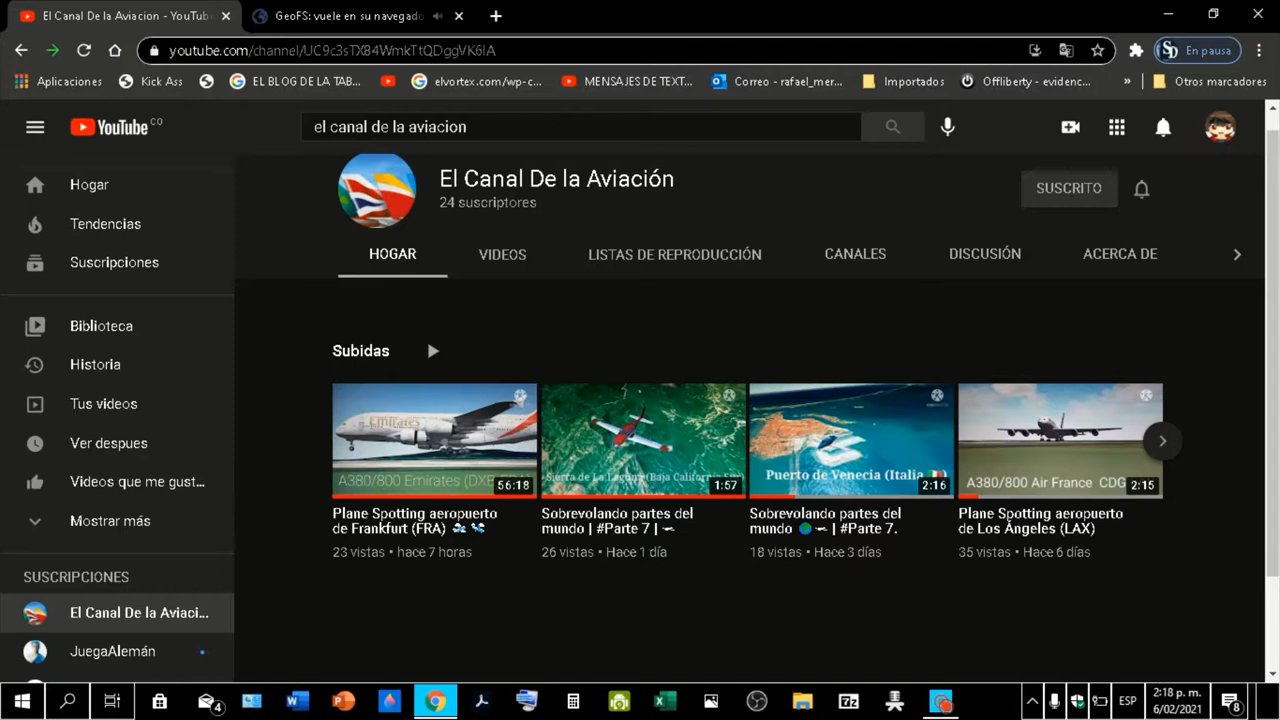 El Canal De la Aviación - YouTub
GeoFS: vuele en su navegado
youtube.com/channel/UC9c3sTX84WmkTtQDggVK6IA
SD
En pausa
Aplicaciones
Kick Ass
EL BLOG DE LA TAB...
elvortex.com/wp-c...
MENSAJES DE TEXT...
Correo - rafael_mer...
Importados
Offliberty - evidenc...
»
Otros marcadores
YouTube CO
el canal de la aviacion
Hogar
Tendencias
Suscripciones
Biblioteca
Historia
Tus videos
Ver despues
Videos que me gust...
Mostrar más
SUSCRIPCIONES
El Canal De la Aviaci...
JuegaAlemán
El Canal De la Aviación
24 suscriptores
SUSCRITO
HOGAR
VIDEOS
LISTAS DE REPRODUCCIÓN
CANALES
DISCUSIÓN
ACERCA DE
Subidas
Emirates
A380/800 Emirates (DXB
56:18
Plane Spotting aeropuerto
de Frankfurt (FRA)
23 vistas • hace 7 horas
Sierra de La Laguna (Baja California Sur)
1:57
Sobrevolando partes del
mundo | #Parte 7 |
26 vistas • Hace 1 día
Puerto de Venecia (Italia
2:16
Sobrevolando partes del
mundo | #Parte 7.
18 vistas • Hace 3 días
A380/800 Air France CDG
2:15
Plane Spotting aeropuerto
de Los Ángeles (LAX)
35 vistas • Hace 6 días
4
7z
ESP
2:18 p. m.
6/02/2021
8